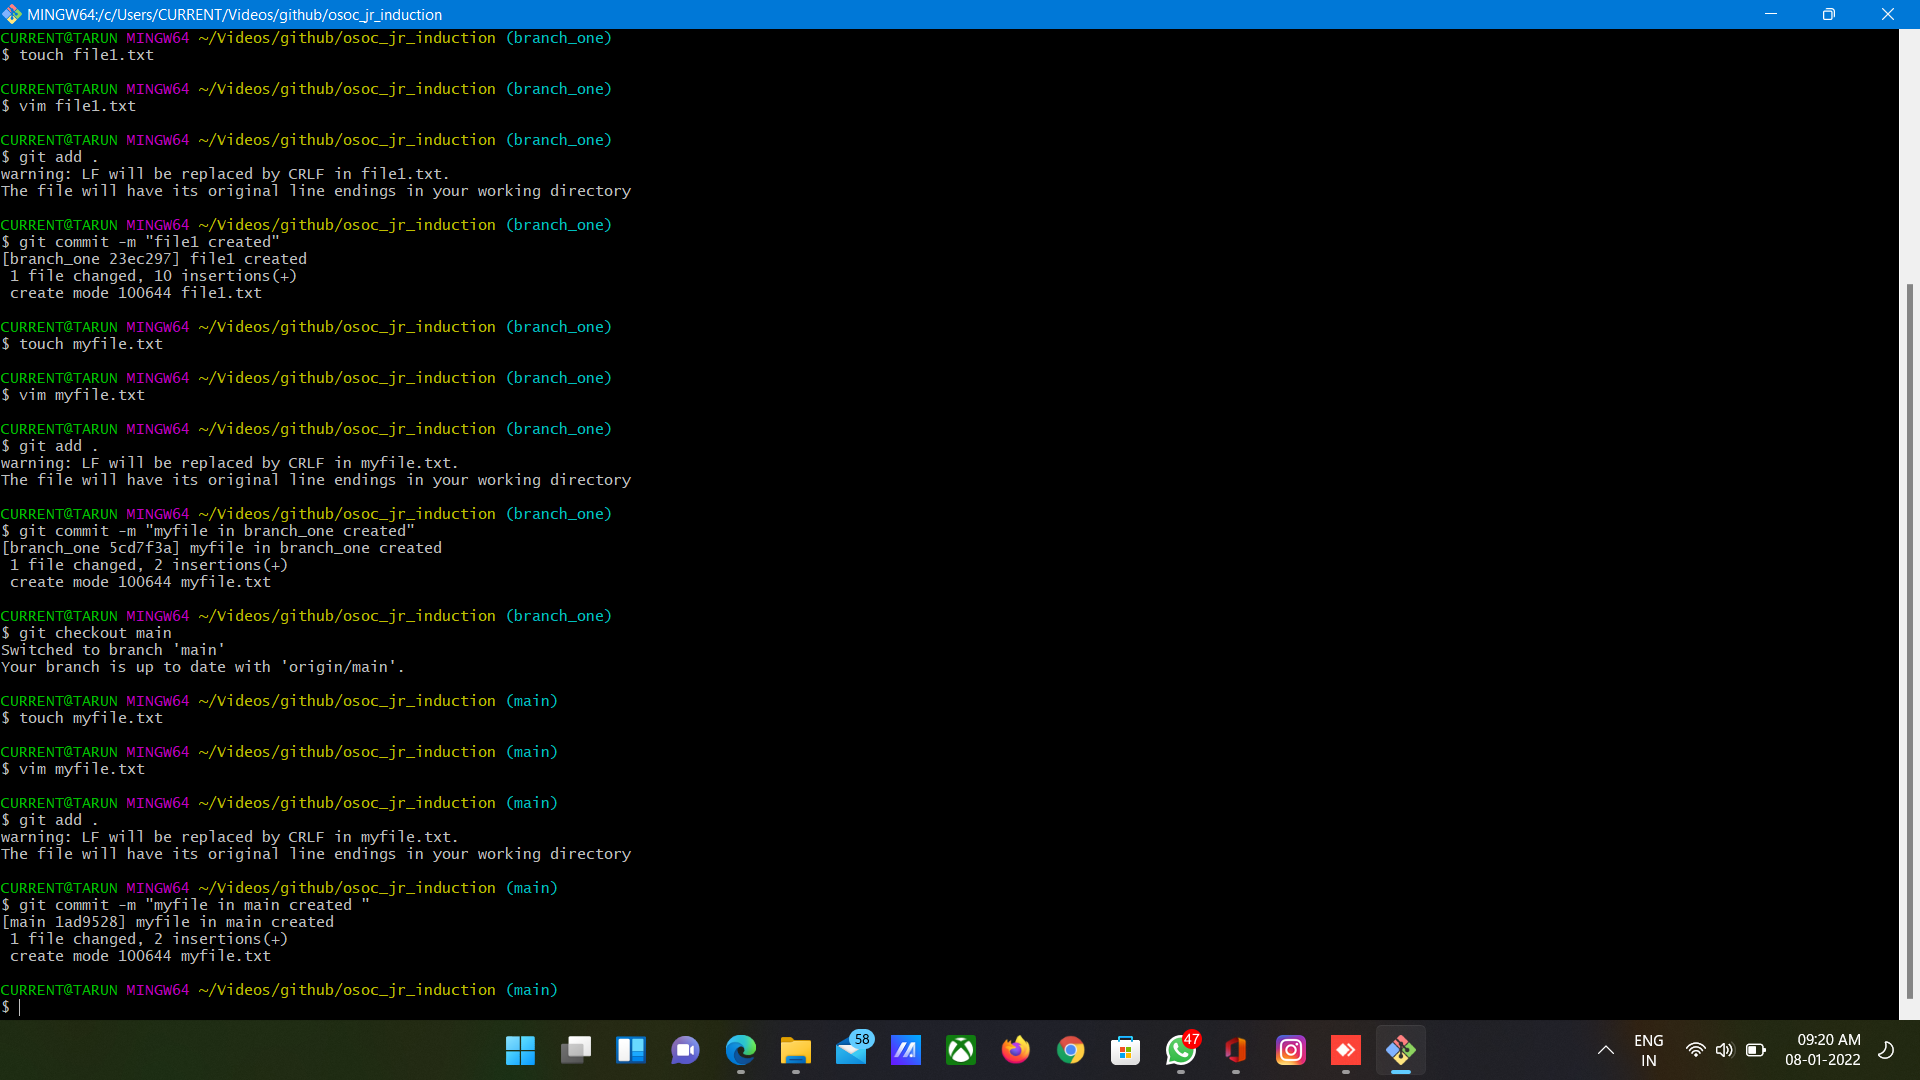 MINGW64:/c/Users/CURRENT/Videos/github/osoc_jr_induction
CURRENT@TARUN MINGW64 ~/Videos/github/osoc_jr_induction (branch_one)
$ touch file1.txt
CURRENT@TARUN MINGW64 ~/Videos/github/osoc_jr_induction (branch_one)
$ vim file1.txt
CURRENT@TARUN MINGW64 ~/Videos/github/osoc_jr_induction (branch_one)
$ git add .
warning: LF will be replaced by CRLF in file1.txt.
The file will have its original line endings in your working directory
CURRENT@TARUN MINGW64 ~/Videos/github/osoc_jr_induction (branch_one)
$ git commit -m "file1 created"
[branch_one 23ec297] file1 created
 1 file changed, 10 insertions(+)
 create mode 100644 file1.txt
CURRENT@TARUN MINGW64 ~/Videos/github/osoc_jr_induction (branch_one)
$ touch myfile.txt
CURRENT@TARUN MINGW64 ~/Videos/github/osoc_jr_induction (branch_one)
$ vim myfile.txt
CURRENT@TARUN MINGW64 ~/Videos/github/osoc_jr_induction (branch_one)
$ git add .
warning: LF will be replaced by CRLF in myfile.txt.
The file will have its original line endings in your working directory
CURRENT@TARUN MINGW64 ~/Videos/github/osoc_jr_induction (branch_one)
$ git commit -m "myfile in branch_one created"
[branch_one 5cd7f3a] myfile in branch_one created
 1 file changed, 2 insertions(+)
 create mode 100644 myfile.txt
CURRENT@TARUN MINGW64 ~/Videos/github/osoc_jr_induction (branch_one)
$ git checkout main
Switched to branch 'main'
Your branch is up to date with 'origin/main'.
CURRENT@TARUN MINGW64 ~/Videos/github/osoc_jr_induction (main)
$ touch myfile.txt
CURRENT@TARUN MINGW64 ~/Videos/github/osoc_jr_induction (main)
$ vim myfile.txt
CURRENT@TARUN MINGW64 ~/Videos/github/osoc_jr_induction (main)
$ git add .
warning: LF will be replaced by CRLF in myfile.txt.
The file will have its original line endings in your working directory
CURRENT@TARUN MINGW64 ~/Videos/github/osoc_jr_induction (main)
$ git commit -m "myfile in main created "
[main 1ad9528] myfile in main created
 1 file changed, 2 insertions(+)
 create mode 100644 myfile.txt
CURRENT@TARUN MINGW64 ~/Videos/github/osoc_jr_induction (main)
$
58
47
ENG
IN
09:20 AM
08-01-2022